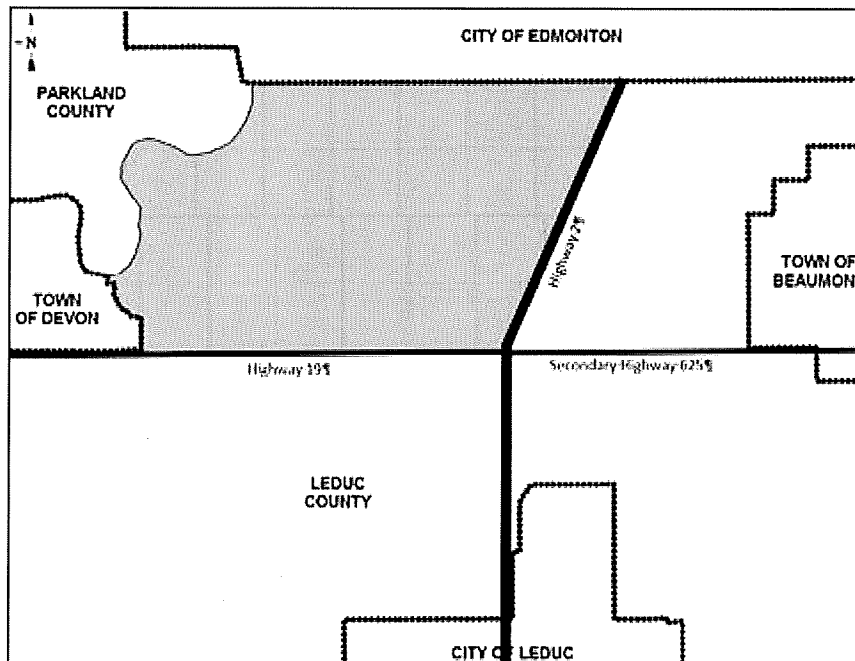 N
CITY OF EDMONTON
PARKLAND
COUNTY
Highway 2¶
TOWN OF
BEAUMON
TOWN
OF DEVON
Highway 19¶
Secondary Highway 625¶
LEDUC
COUNTY
CITY OF LEDUC